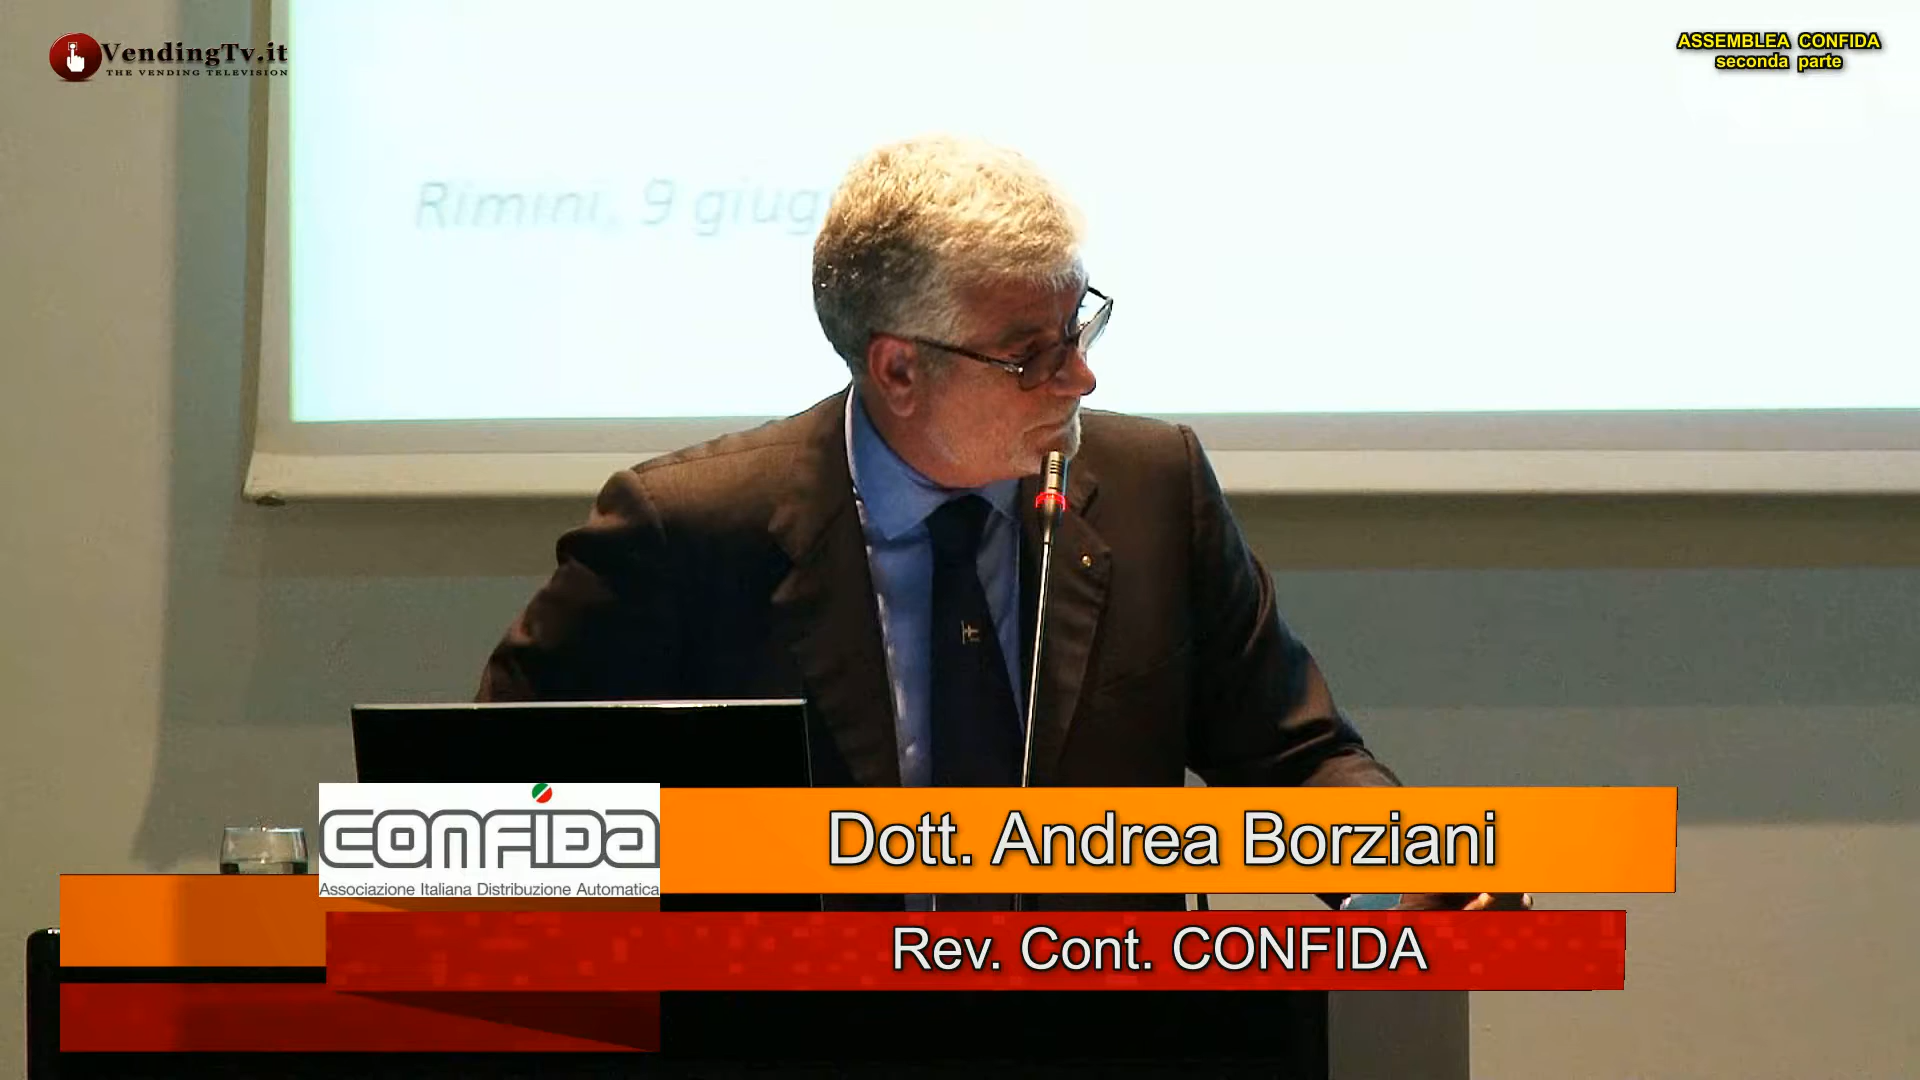 VendingTv.it
THE VENDING TELEVISION
ASSEMBLEA CONFIDA
seconda parte
Rimini, 9
CONFIDA
Associazione Italiana Distribuzione Automatica
Dott. Andrea Borziani
Rev. Cont. CONFIDA